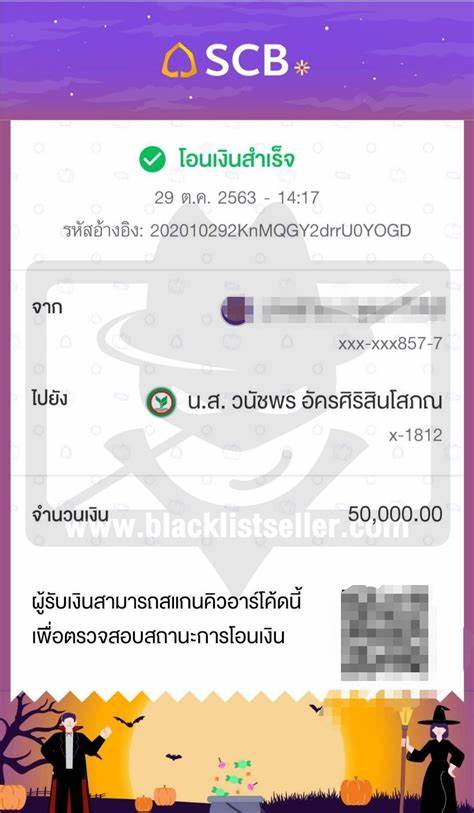 SCB
โอนเงินสำเร็จ
29 ต.ค. 2563 - 14:17
รหัสอ้างอิง: 202010292KnMQGY2drrU0YOGD
จาก
xxx-xxx857-7
ไปยัง น.ส. วนัชพร อัครศิริสินโสภณ
x-1812
จำนวนเงิน 50,000.00
www.blacklistseller.com
ผู้รับเงินสามารถสแกนคิวอาร์โค้ดนี้
เพื่อตรวจสอบสถานะการโอนเงิน